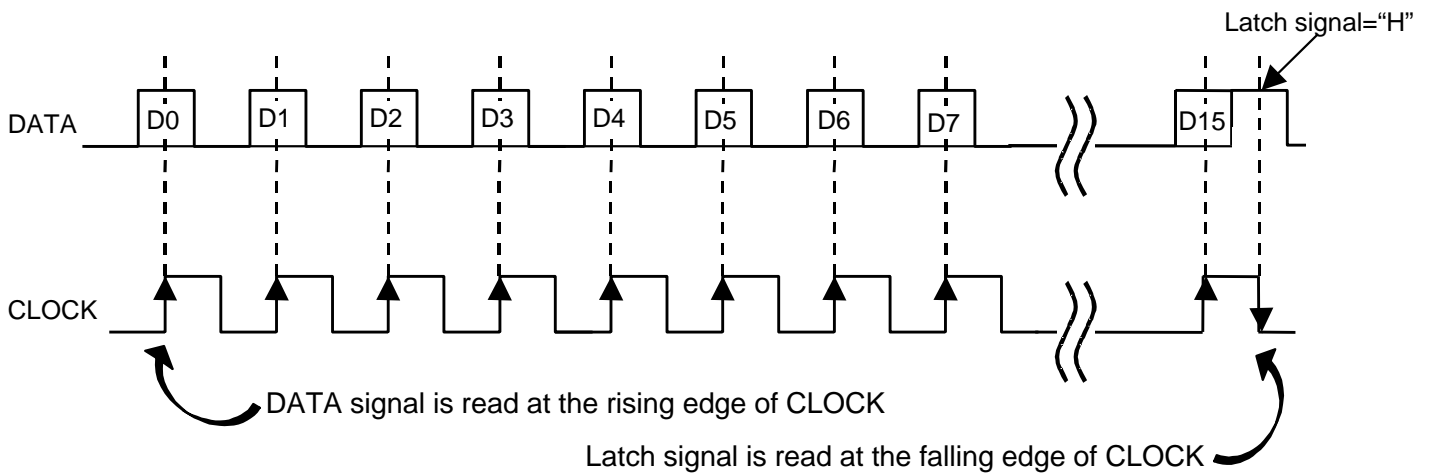 Latch signal=“H”
DATA
D0 D1 D2 D3 D4 D5 D6 D7 D15
CLOCK
DATA signal is read at the rising edge of CLOCK
Latch signal is read at the falling edge of CLOCK